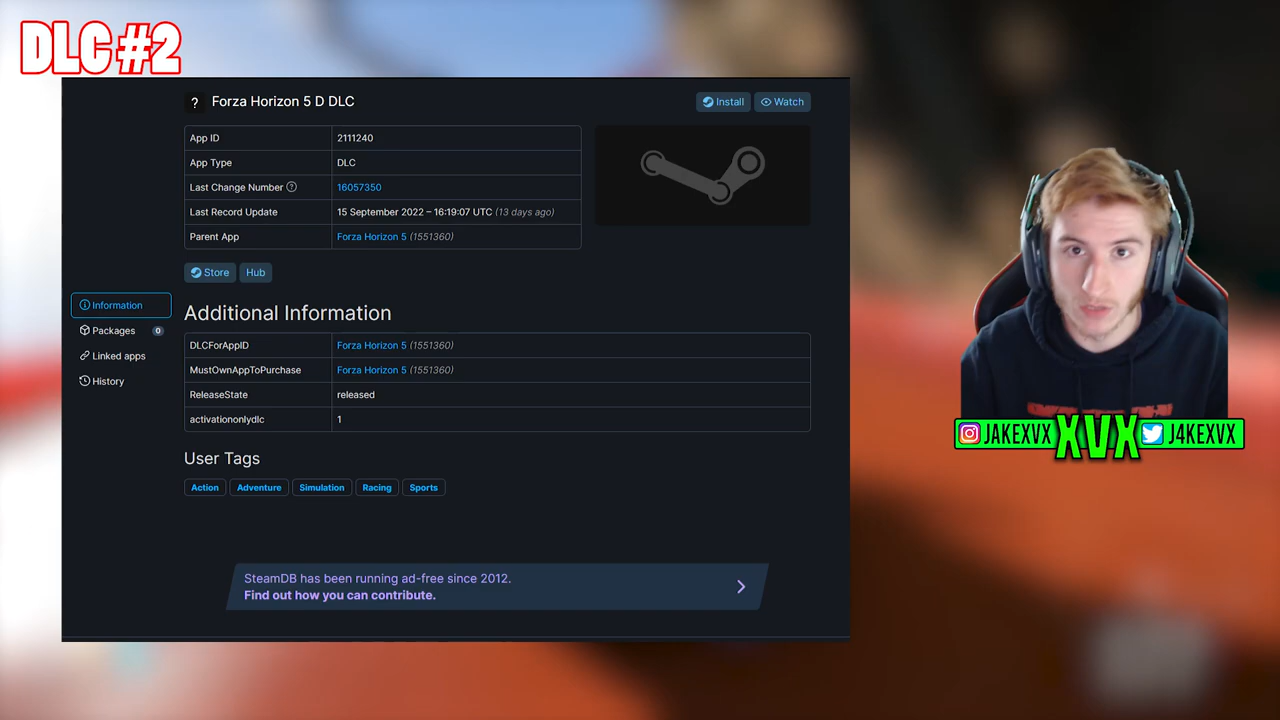 DLC#2
? Forza Horizon 5 D DLC
Install
Watch
App ID 2111240
App Type DLC
Last Change Number ? 16057350
Last Record Update 15 September 2022 – 16:19:07 UTC (13 days ago)
Parent App Forza Horizon 5 (1551360)
Store Hub
Information
Packages 0
Linked apps
History
Additional Information
DLCForAppID Forza Horizon 5 (1551360)
MustOwnAppToPurchase Forza Horizon 5 (1551360)
ReleaseState released
activationonlydlc 1
User Tags
Action Adventure Simulation Racing Sports
SteamDB has been running ad-free since 2012.
Find out how you can contribute.
JAKEXVX XVX J4KEXVX